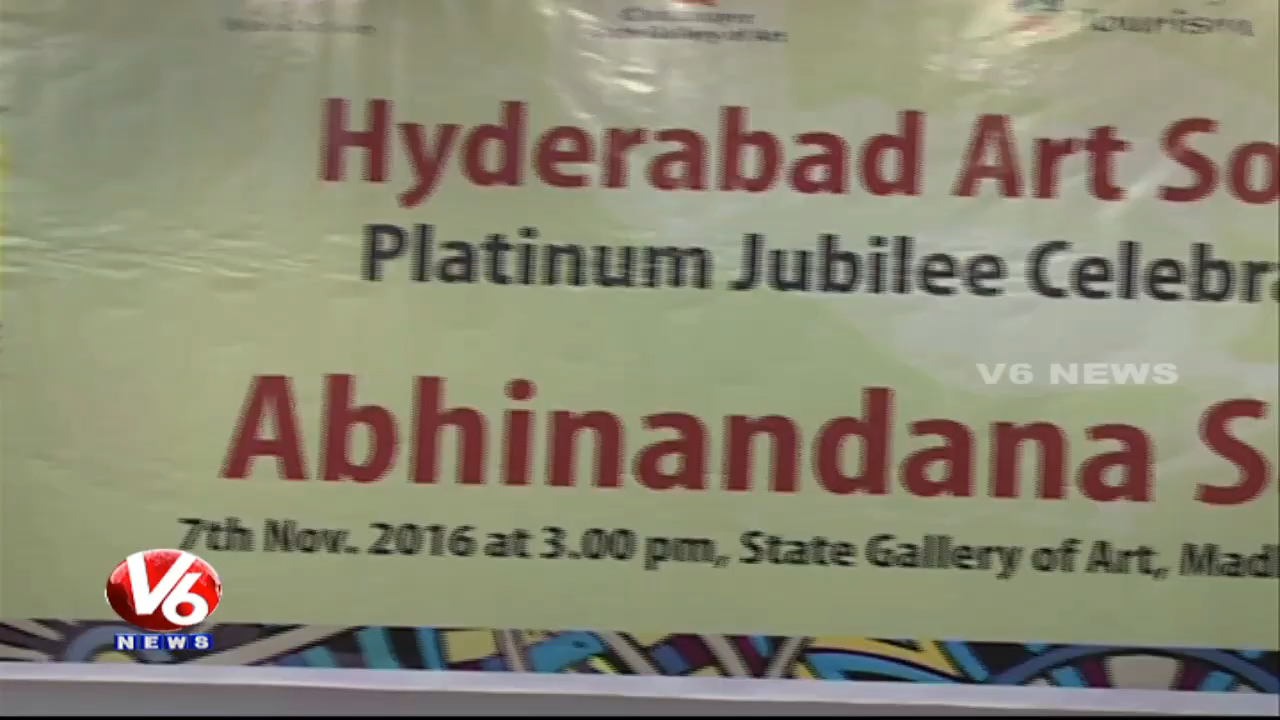 Tourism
Hyderabad Art So
Platinum Jubilee Celebr
V6 NEWS
Abhinandana S
7th Nov. 2016 at 3.00 pm, State Gallery of Art, Mad
V6
NEWS